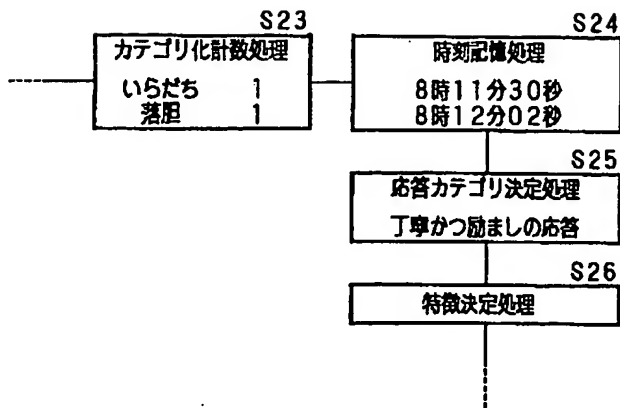 S23
カテゴリ化計数処理
いらだち 1
落胆 1
S24
時刻記憶処理
8時11分30秒
8時12分02秒
S25
応答カテゴリ決定処理
丁寧かつ励ましの応答
S26
特徴決定処理